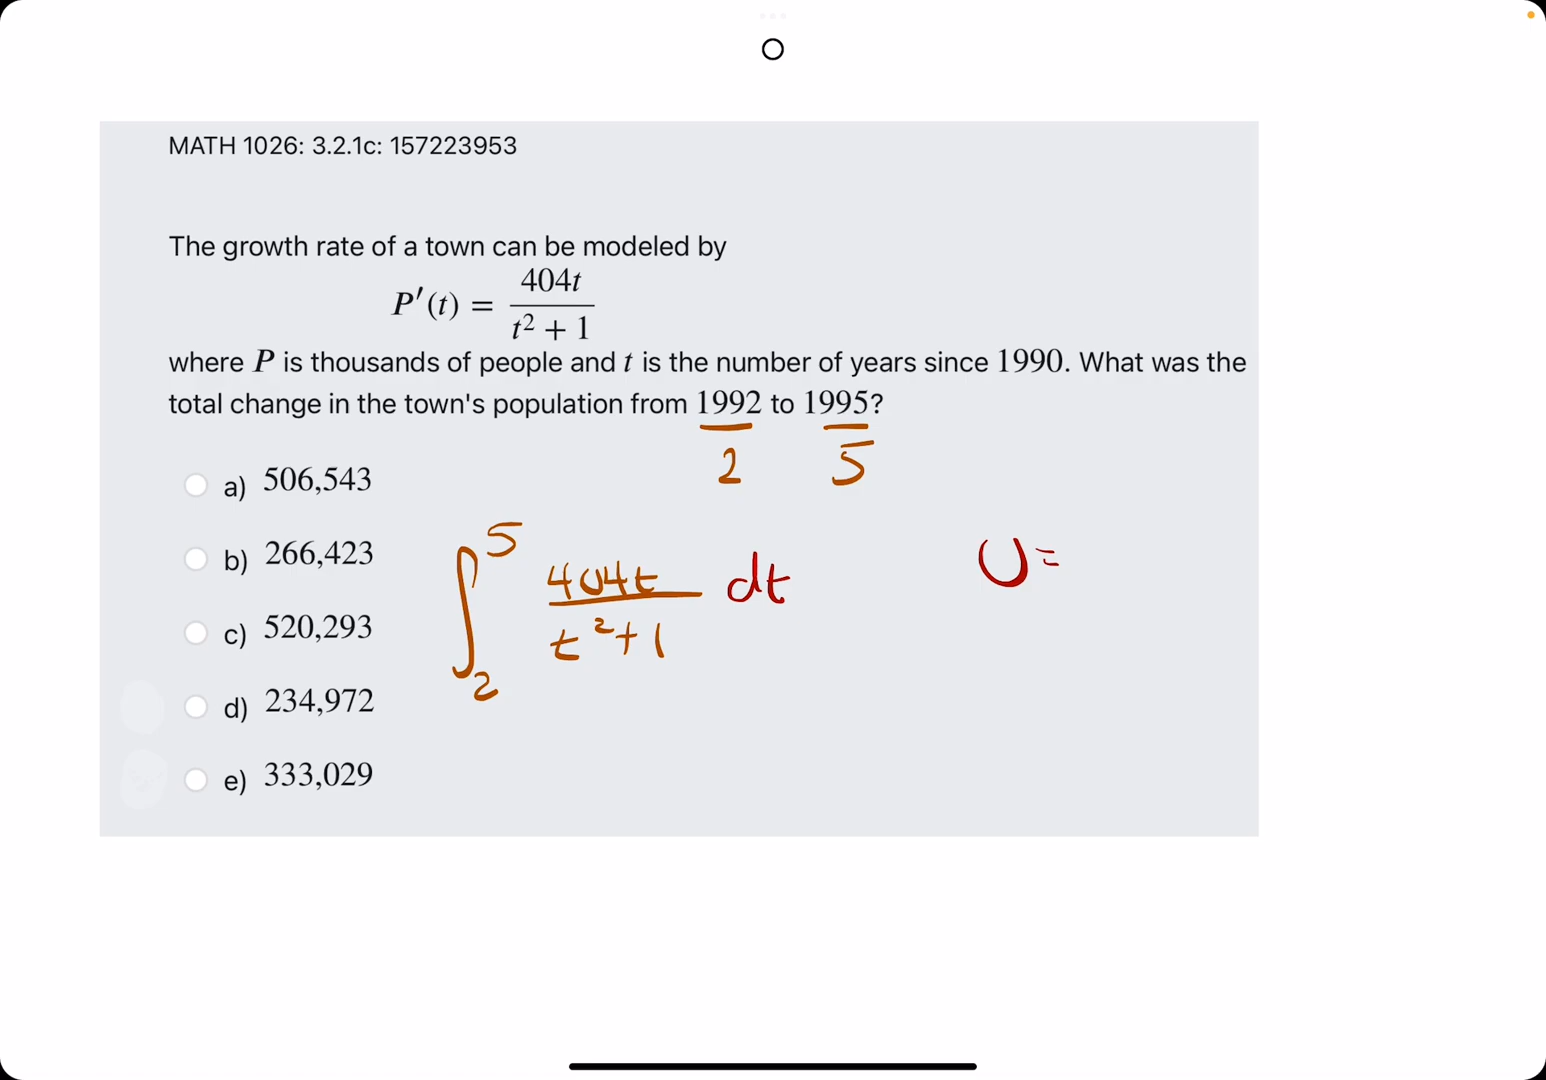 MATH 1026: 3.2.1c: 157223953
The growth rate of a town can be modeled by
P′(t) = 404t / t² + 1
where P is thousands of people and t is the number of years since 1990. What was the
total change in the town's population from 1992 to 1995?
2 5
a) 506,543
b) 266,423
c) 520,293
d) 234,972
e) 333,029
∫₂⁵ 404t / t² + 1 dt
U=